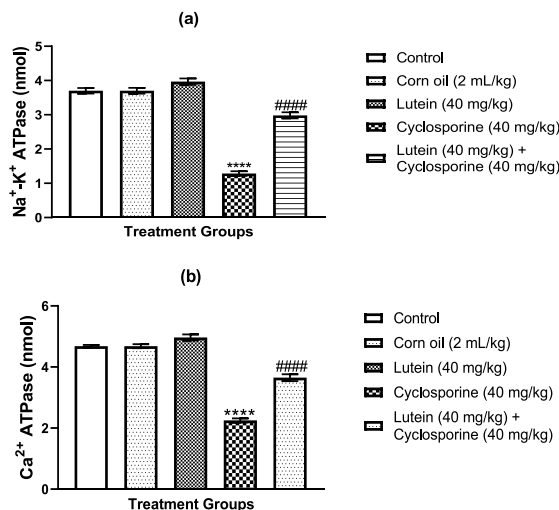 (a)
Na⁺-K⁺ ATPase (nmol)
5
4
3
2
1
0
****
####
Treatment Groups
Control
Corn oil (2 mL/kg)
Lutein (40 mg/kg)
Cyclosporine (40 mg/kg)
Lutein (40 mg/kg) +
Cyclosporine (40 mg/kg)
(b)
Ca²⁺ ATPase (nmol)
6
4
2
0
****
####
Treatment Groups
Control
Corn oil (2 mL/kg)
Lutein (40 mg/kg)
Cyclosporine (40 mg/kg)
Lutein (40 mg/kg) +
Cyclosporine (40 mg/kg)